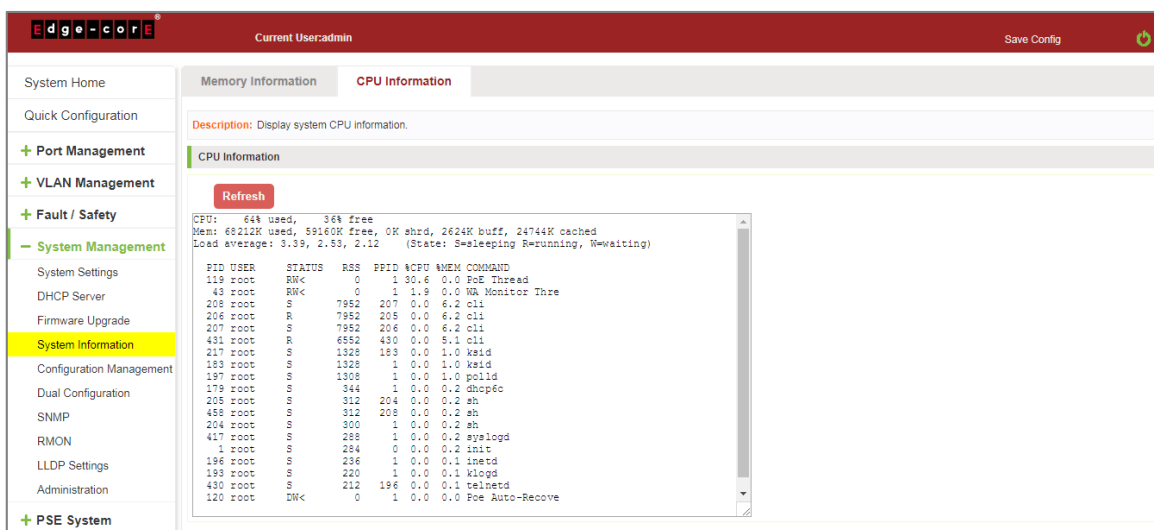 Edge-corE®
Current User:admin
Save Config
System Home
Quick Configuration
+ Port Management
+ VLAN Management
+ Fault / Safety
− System Management
System Settings
DHCP Server
Firmware Upgrade
System Information
Configuration Management
Dual Configuration
SNMP
RMON
LLDP Settings
Administration
+ PSE System
Memory Information CPU Information
Description: Display system CPU information.
CPU Information
Refresh
CPU: 64% used, 36% free
Mem: 68212K used, 59160K free, 0K shrd, 2624K buff, 24744K cached
Load average: 3.39, 2.53, 2.12 (State: S=sleeping R=running, W=waiting)
PID USER STATUS RSS PPID %CPU %MEM COMMAND
119 root RW< 0 1 30.6 0.0 PoE Thread
43 root RW< 0 1 1.9 0.0 WA Monitor Thre
208 root S 7952 207 0.0 6.2 cli
206 root R 7952 205 0.0 6.2 cli
207 root S 7952 206 0.0 6.2 cli
431 root R 6552 430 0.0 5.1 cli
217 root S 1328 183 0.0 1.0 ksid
183 root S 1328 1 0.0 1.0 ksid
197 root S 1308 1 0.0 1.0 polld
179 root S 344 1 0.0 0.2 dhcp6c
205 root S 312 204 0.0 0.2 sh
458 root S 312 208 0.0 0.2 sh
204 root S 300 1 0.0 0.2 sh
417 root S 288 1 0.0 0.2 syslogd
1 root S 284 0 0.0 0.2 init
196 root S 236 1 0.0 0.1 inetd
193 root S 220 1 0.0 0.1 klogd
430 root S 212 196 0.0 0.1 telnetd
120 root DW< 0 1 0.0 0.0 Poe Auto-Recove